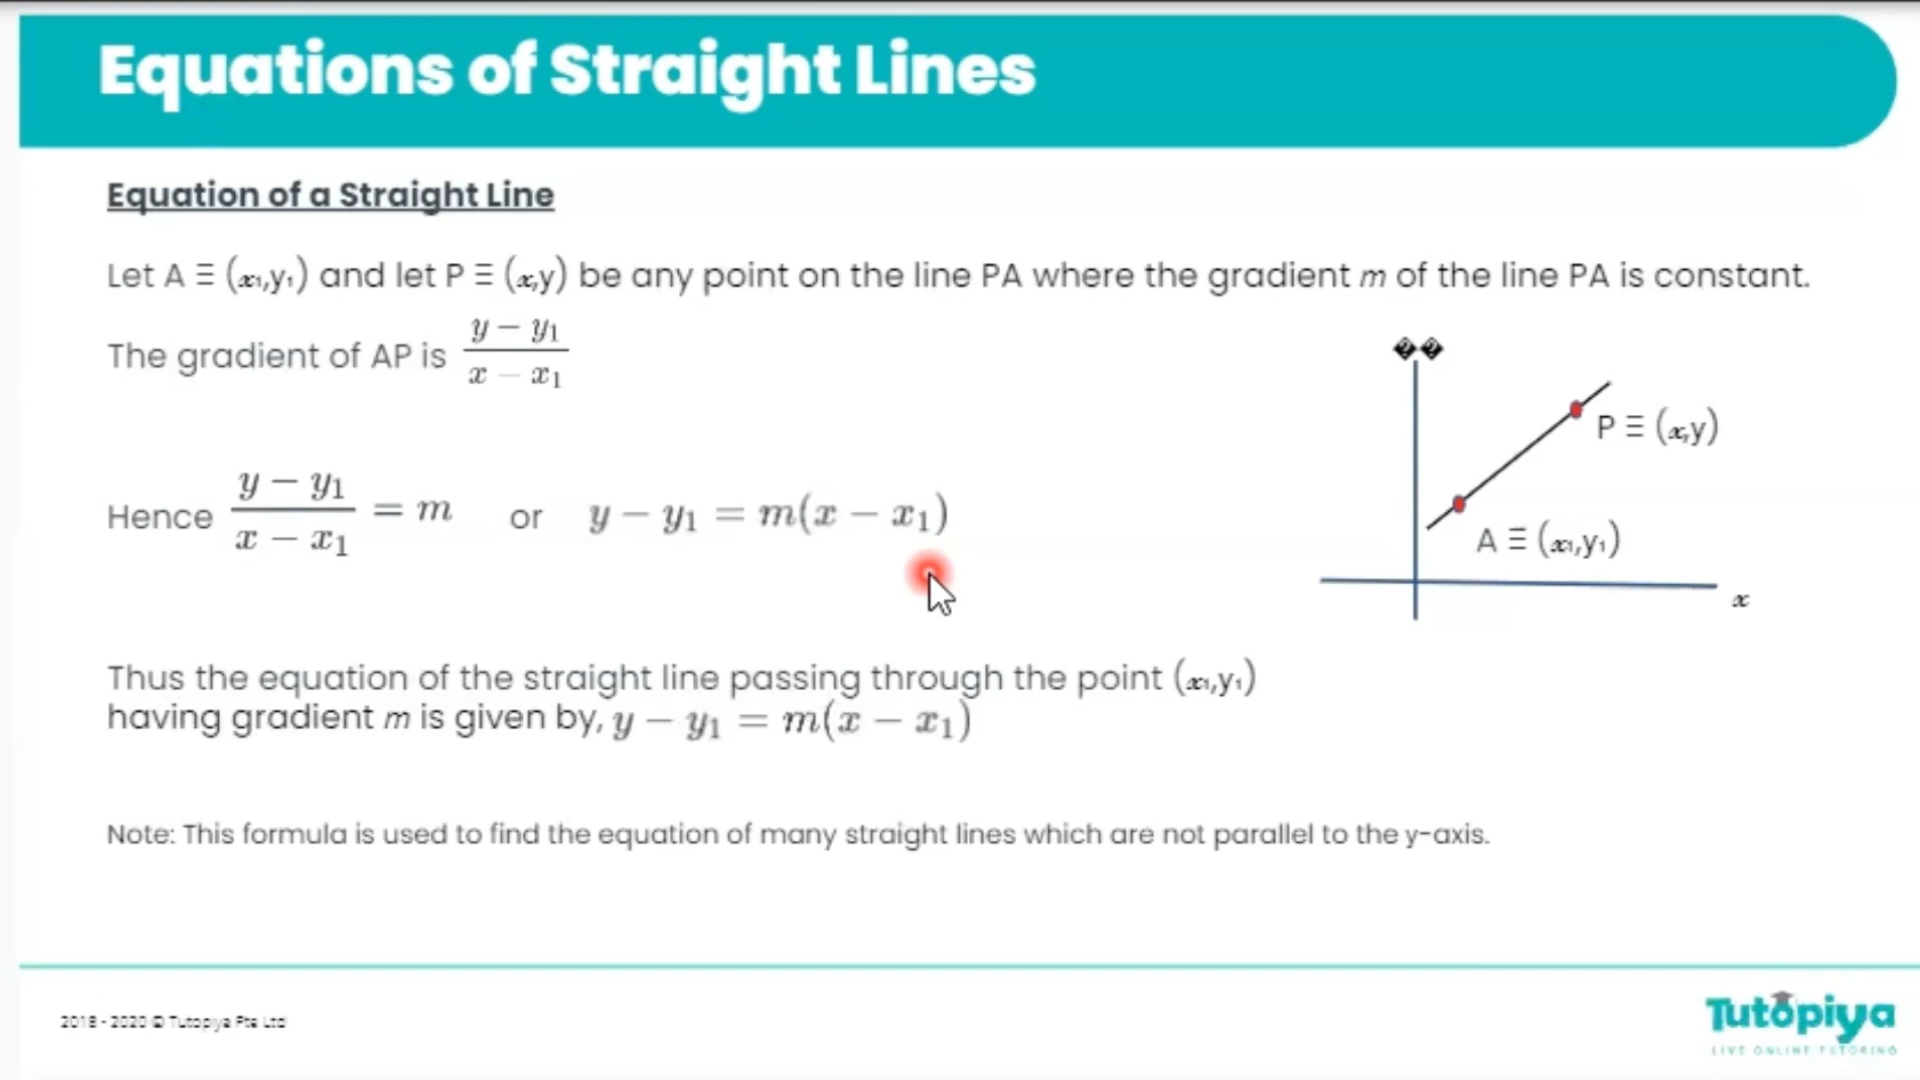 Equations of Straight Lines
Equation of a Straight Line
Let A ≡ (x₁,y₁) and let P ≡ (x,y) be any point on the line PA where the gradient m of the line PA is constant.
The gradient of AP is (y − y₁)/(x − x₁)
��
P ≡ (x,y)
Hence (y − y₁)/(x − x₁) = m or y − y₁ = m(x − x₁)
A ≡ (x₁,y₁)
x
Thus the equation of the straight line passing through the point (x₁,y₁)
having gradient m is given by, y − y₁ = m(x − x₁)
Note: This formula is used to find the equation of many straight lines which are not parallel to the y-axis.
2018 - 2020 © Tutopiya Pte Ltd
Tutopiya
LIVE ONLINE TUTORING